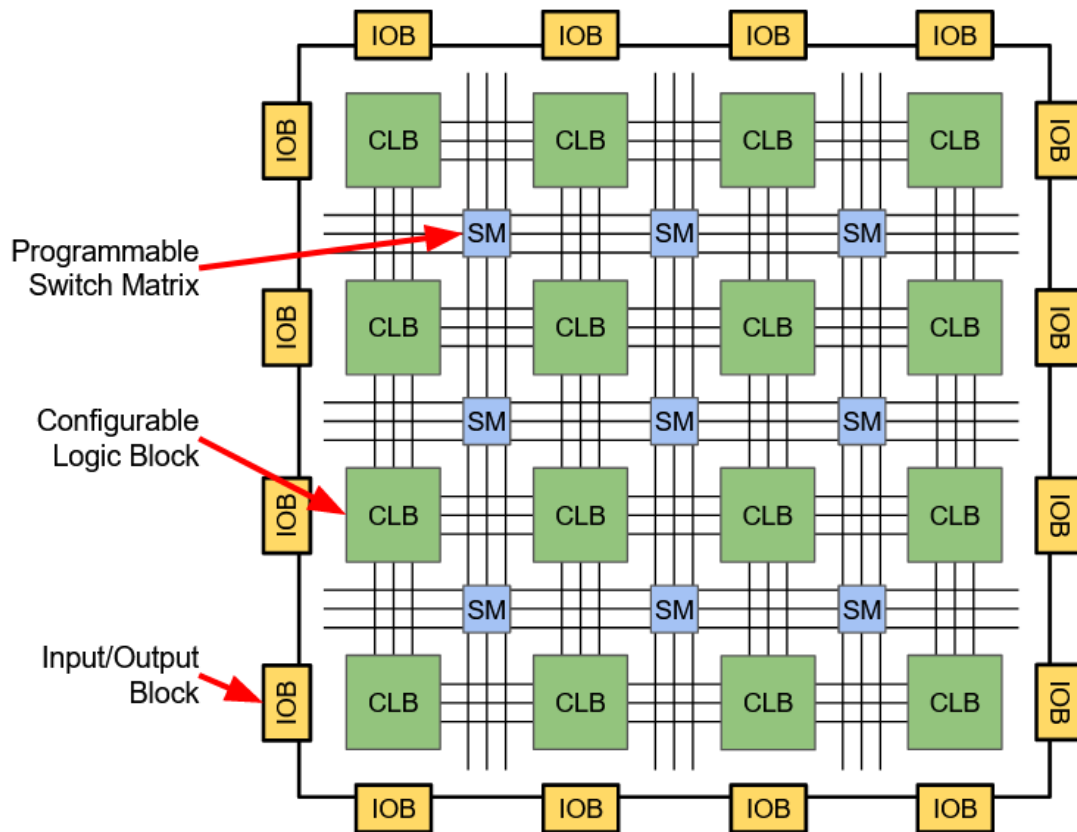 IOB IOB IOB IOB
IOB CLB CLB CLB CLB IOB
Programmable
Switch Matrix
SM SM SM
IOB CLB CLB CLB CLB IOB
Configurable
Logic Block
SM SM SM
IOB CLB CLB CLB CLB IOB
SM SM SM
Input/Output
Block
IOB CLB CLB CLB CLB IOB
IOB IOB IOB IOB